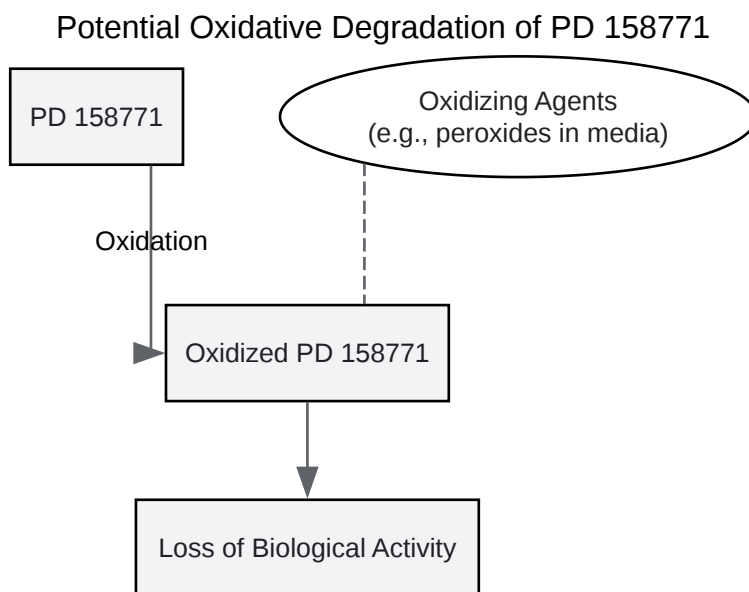 Potential Oxidative Degradation of PD 158771
PD 158771
Oxidizing Agents
(e.g., peroxides in media)
Oxidation
Oxidized PD 158771
Loss of Biological Activity